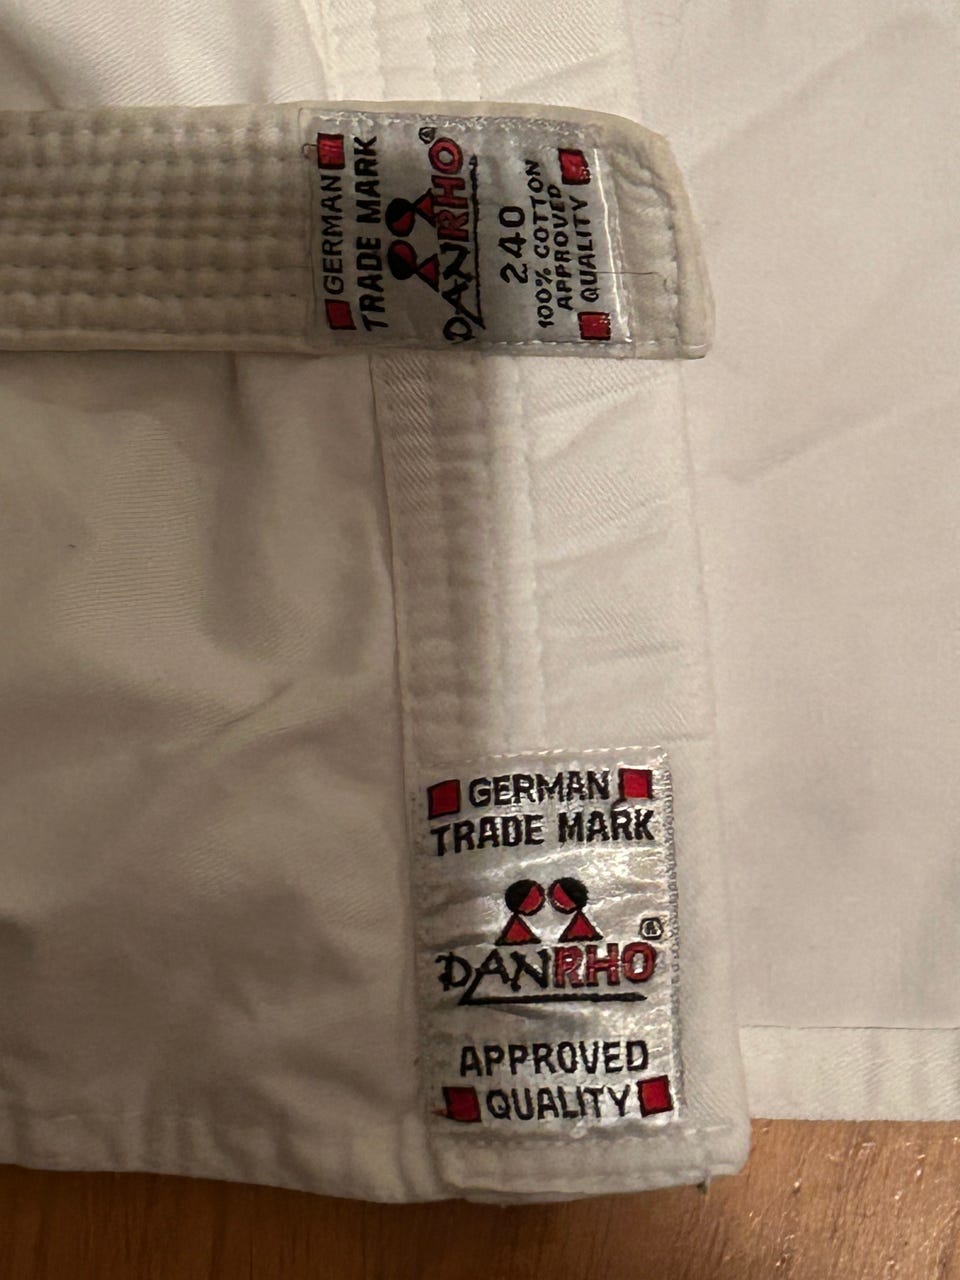 GERMAN
TRADE MARK
DANRHO®
240
100% COTTON
APPROVED
QUALITY
GERMAN
TRADE MARK
DANRHO®
APPROVED
QUALITY